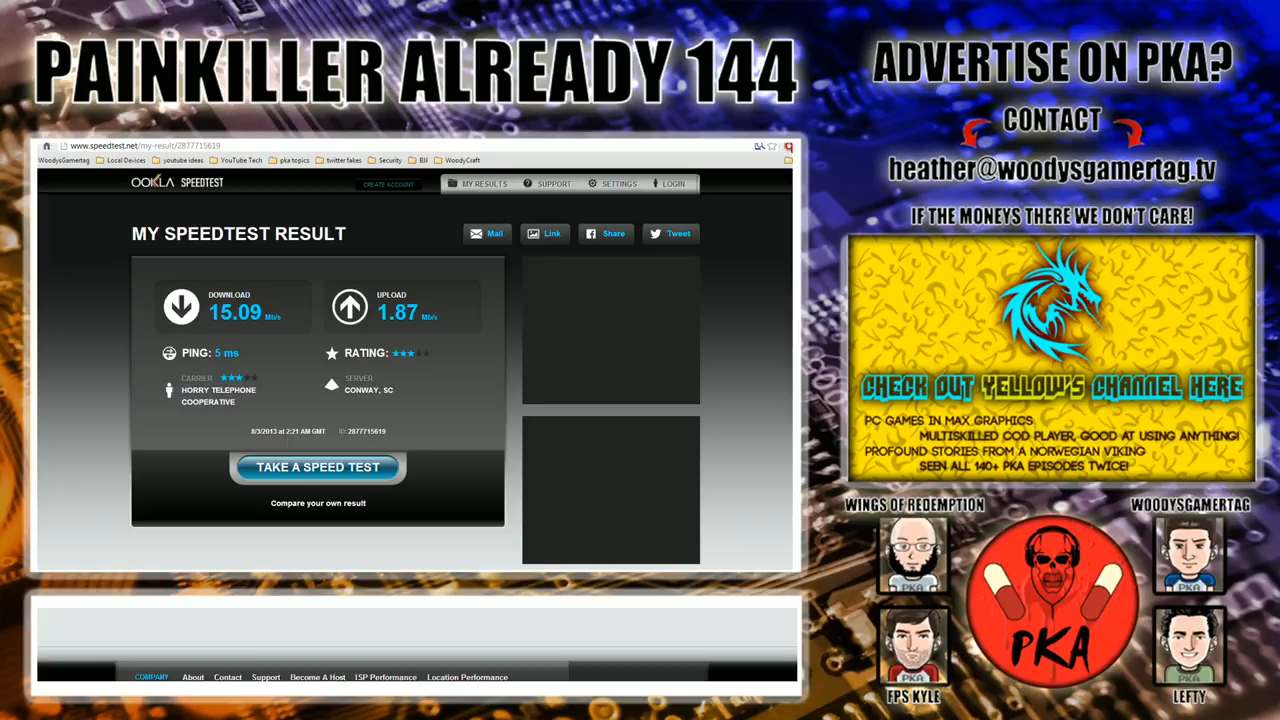 PAINKILLER ALREADY 144
www.speedtest.net/my-result/2877715619
WoodysGamertag Local Devices youtube ideas YouTube Tech pka topics twitter fakes Security BJJ WoodyCraft
OOKLA SPEEDTEST
CREATE ACCOUNT
MY RESULTS SUPPORT SETTINGS LOGIN
MY SPEEDTEST RESULT
Mail Link Share Tweet
DOWNLOAD
15.09 Mb/s
UPLOAD
1.87 Mb/s
PING: 5 ms
RATING:
CARRIER
HORRY TELEPHONE
COOPERATIVE
SERVER
CONWAY, SC
8/3/2013 at 2:21 AM GMT ID: 2877715619
TAKE A SPEED TEST
Compare your own result
COMPANY About Contact Support Become A Host ISP Performance Location Performance
ADVERTISE ON PKA?
CONTACT
heather@woodysgamertag.tv
IF THE MONEYS THERE WE DON'T CARE!
CHECK OUT YELLOW'S CHANNEL HERE
PC GAMES IN MAX GRAPHICS
MULTISKILLED COD PLAYER, GOOD AT USING ANYTHING!
PROFOUND STORIES FROM A NORWEGIAN VIKING
SEEN ALL 140+ PKA EPISODES TWICE!
WINGS OF REDEMPTION
WOODYSGAMERTAG
PKA
PKA
PKA
PKA
PKA
FPS KYLE
LEFTY